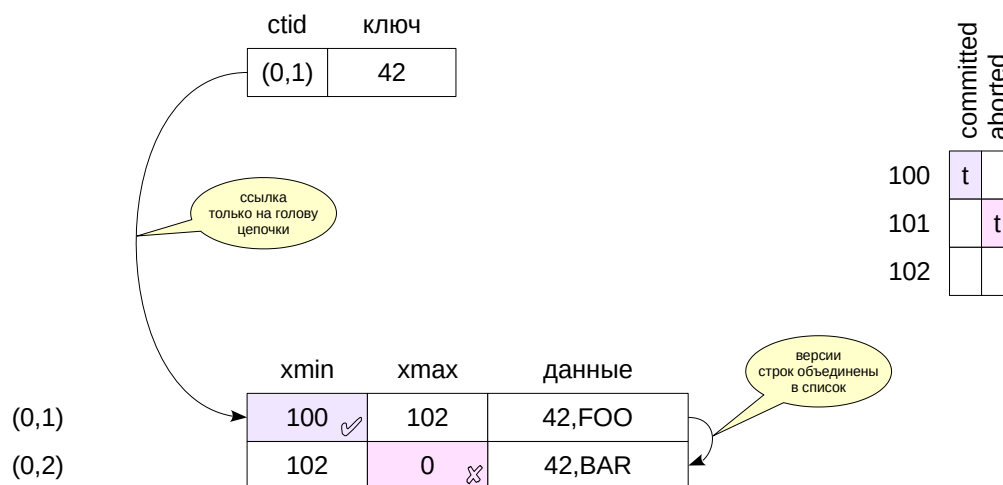 ctid ключ
(0,1) 42
committed
aborted
100 t
101 t
102
ссылка
только на голову
цепочки
версии
строк объединены
в список
xmin xmax данные
(0,1) 100 102 42,FOO
(0,2) 102 0 42,BAR